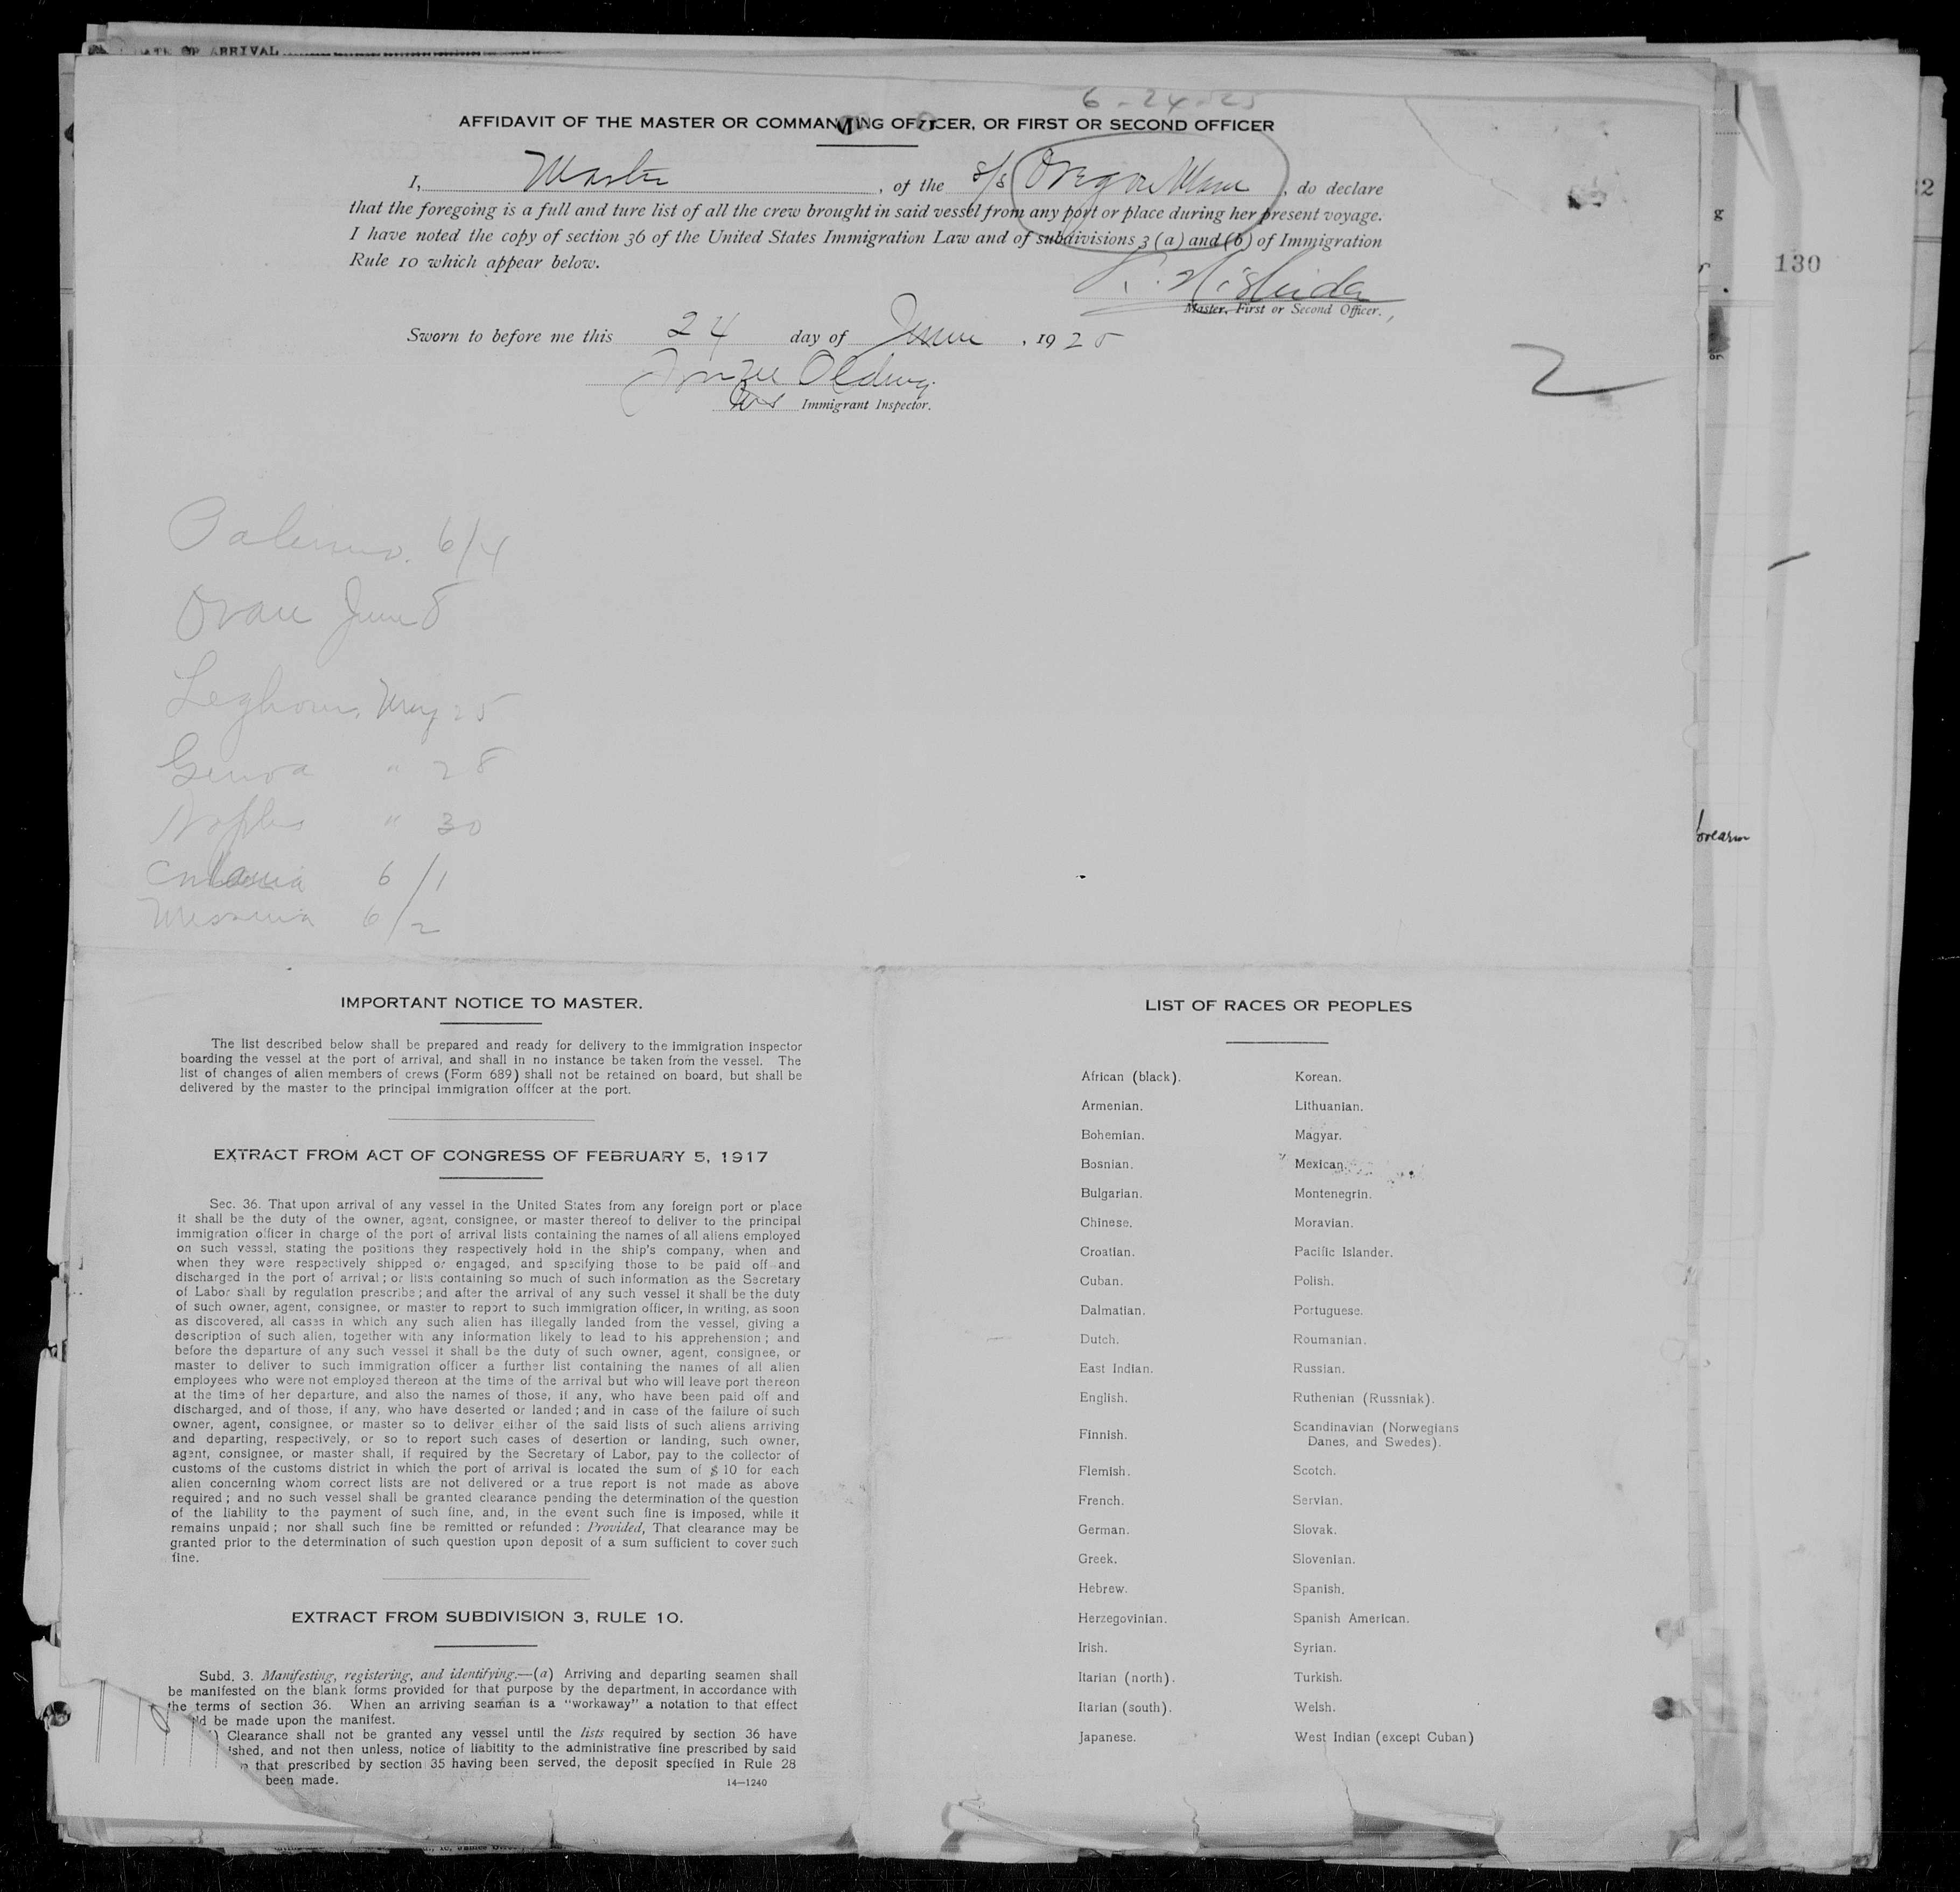 ATE OF ARRIVAL
6-24-25
AFFIDAVIT OF THE MASTER OR COMMANDING OFFICER, OR FIRST OR SECOND OFFICER
I, Master, of the s/s Oregon Maru, do declare
that the foregoing is a full and ture list of all the crew brought in said vessel from any port or place during her present voyage.
I have noted the copy of section 36 of the United States Immigration Law and of subdivisions 3 (a) and (b) of Immigration
Rule 10 which appear below.
Nishida
Master, First or Second Officer.
Sworn to before me this 24 day of June, 1925
Immigrant Inspector.
2
130
Palermo. 6/4
Oran June 8
Leghorn, May 25
Genoa " 28
Naples " 30
forearm
Catania 6/1
Messina 6/2
IMPORTANT NOTICE TO MASTER.
The list described below shall be prepared and ready for delivery to the immigration inspector
boarding the vessel at the port of arrival, and shall in no instance be taken from the vessel. The
list of changes of alien members of crews (Form 689) shall not be retained on board, but shall be
delivered by the master to the principal immigration officer at the port.
EXTRACT FROM ACT OF CONGRESS OF FEBRUARY 5, 1917
Sec. 36. That upon arrival of any vessel in the United States from any foreign port or place
it shall be the duty of the owner, agent, consignee, or master thereof to deliver to the principal
immigration officer in charge of the port of arrival lists containing the names of all aliens employed
on such vessel, stating the positions they respectively hold in the ship's company, when and
when they were respectively shipped or engaged, and specifying those to be paid off and
discharged in the port of arrival; or lists containing so much of such information as the Secretary
of Labor shall by regulation prescribe; and after the arrival of any such vessel it shall be the duty
of such owner, agent, consignee, or master to report to such immigration officer, in writing, as soon
as discovered, all cases in which any such alien has illegally landed from the vessel, giving a
description of such alien, together with any information likely to lead to his apprehension; and
before the departure of any such vessel it shall be the duty of such owner, agent, consignee, or
master to deliver to such immigration officer a further list containing the names of all alien
employees who were not employed thereon at the time of the arrival but who will leave port thereon
at the time of her departure, and also the names of those, if any, who have been paid off and
discharged, and of those, if any, who have deserted or landed; and in case of the failure of such
owner, agent, consignee, or master so to deliver either of the said lists of such aliens arriving
and departing, respectively, or so to report such cases of desertion or landing, such owner,
agent, consignee, or master shall, if required by the Secretary of Labor, pay to the collector of
customs of the customs district in which the port of arrival is located the sum of $10 for each
alien concerning whom correct lists are not delivered or a true report is not made as above
required; and no such vessel shall be granted clearance pending the determination of the question
of the liability to the payment of such fine, and, in the event such fine is imposed, while it
remains unpaid; nor shall such fine be remitted or refunded: Provided, That clearance may be
granted prior to the determination of such question upon deposit of a sum sufficient to cover such
fine.
EXTRACT FROM SUBDIVISION 3, RULE 10.
Subd. 3. Manifesting, registering, and identifying.—(a) Arriving and departing seamen shall
be manifested on the blank forms provided for that purpose by the department, in accordance with
the terms of section 36. When an arriving seaman is a "workaway" a notation to that effect
ld be made upon the manifest.
) Clearance shall not be granted any vessel until the lists required by section 36 have
shed, and not then unless, notice of liabitity to the administrative fine prescribed by said
that prescribed by section 35 having been served, the deposit specified in Rule 28
been made.
14—1240
LIST OF RACES OR PEOPLES
African (black). Korean.
Armenian. Lithuanian.
Bohemian. Magyar.
Bosnian. Mexican.
Bulgarian. Montenegrin.
Chinese. Moravian.
Croatian. Pacific Islander.
Cuban. Polish.
Dalmatian. Portuguese.
Dutch. Roumanian.
East Indian. Russian.
English. Ruthenian (Russniak).
Finnish. Scandinavian (Norwegians
Danes, and Swedes).
Flemish. Scotch.
French. Servian.
German. Slovak.
Greek. Slovenian.
Hebrew. Spanish.
Herzegovinian. Spanish American.
Irish. Syrian.
Itarian (north). Turkish.
Itarian (south). Welsh.
Japanese. West Indian (except Cuban)